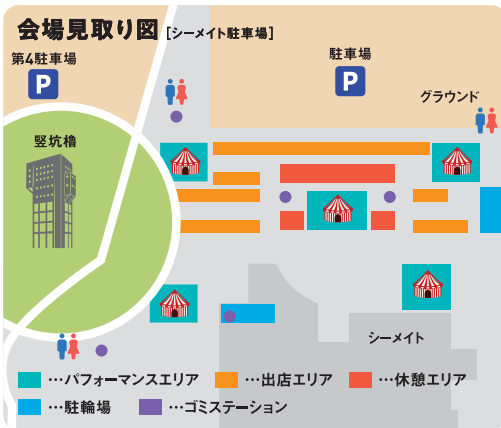 会場見取り図 [シーメイト駐車場]
第4駐車場
P
駐車場
P
グラウンド
竪坑櫓
シーメイト
…パフォーマンスエリア
…出店エリア
…休憩エリア
…駐輪場
…ゴミステーション